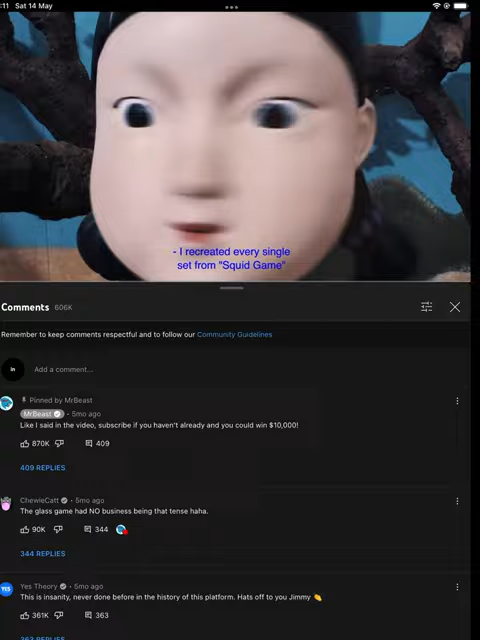 :11 Sat 14 May
- I recreated every single
set from "Squid Game"
Comments 606K
Remember to keep comments respectful and to follow our Community Guidelines
in
Add a comment...
Pinned by MrBeast
MrBeast • 5mo ago
Like I said in the video, subscribe if you haven't already and you could win $10,000!
870K 409
409 REPLIES
ChewieCatt • 5mo ago
The glass game had NO business being that tense haha.
90K 344
344 REPLIES
YES
Yes Theory • 5mo ago
This is insanity, never done before in the history of this platform. Hats off to you Jimmy 👏
361K 363
363 REPLIES